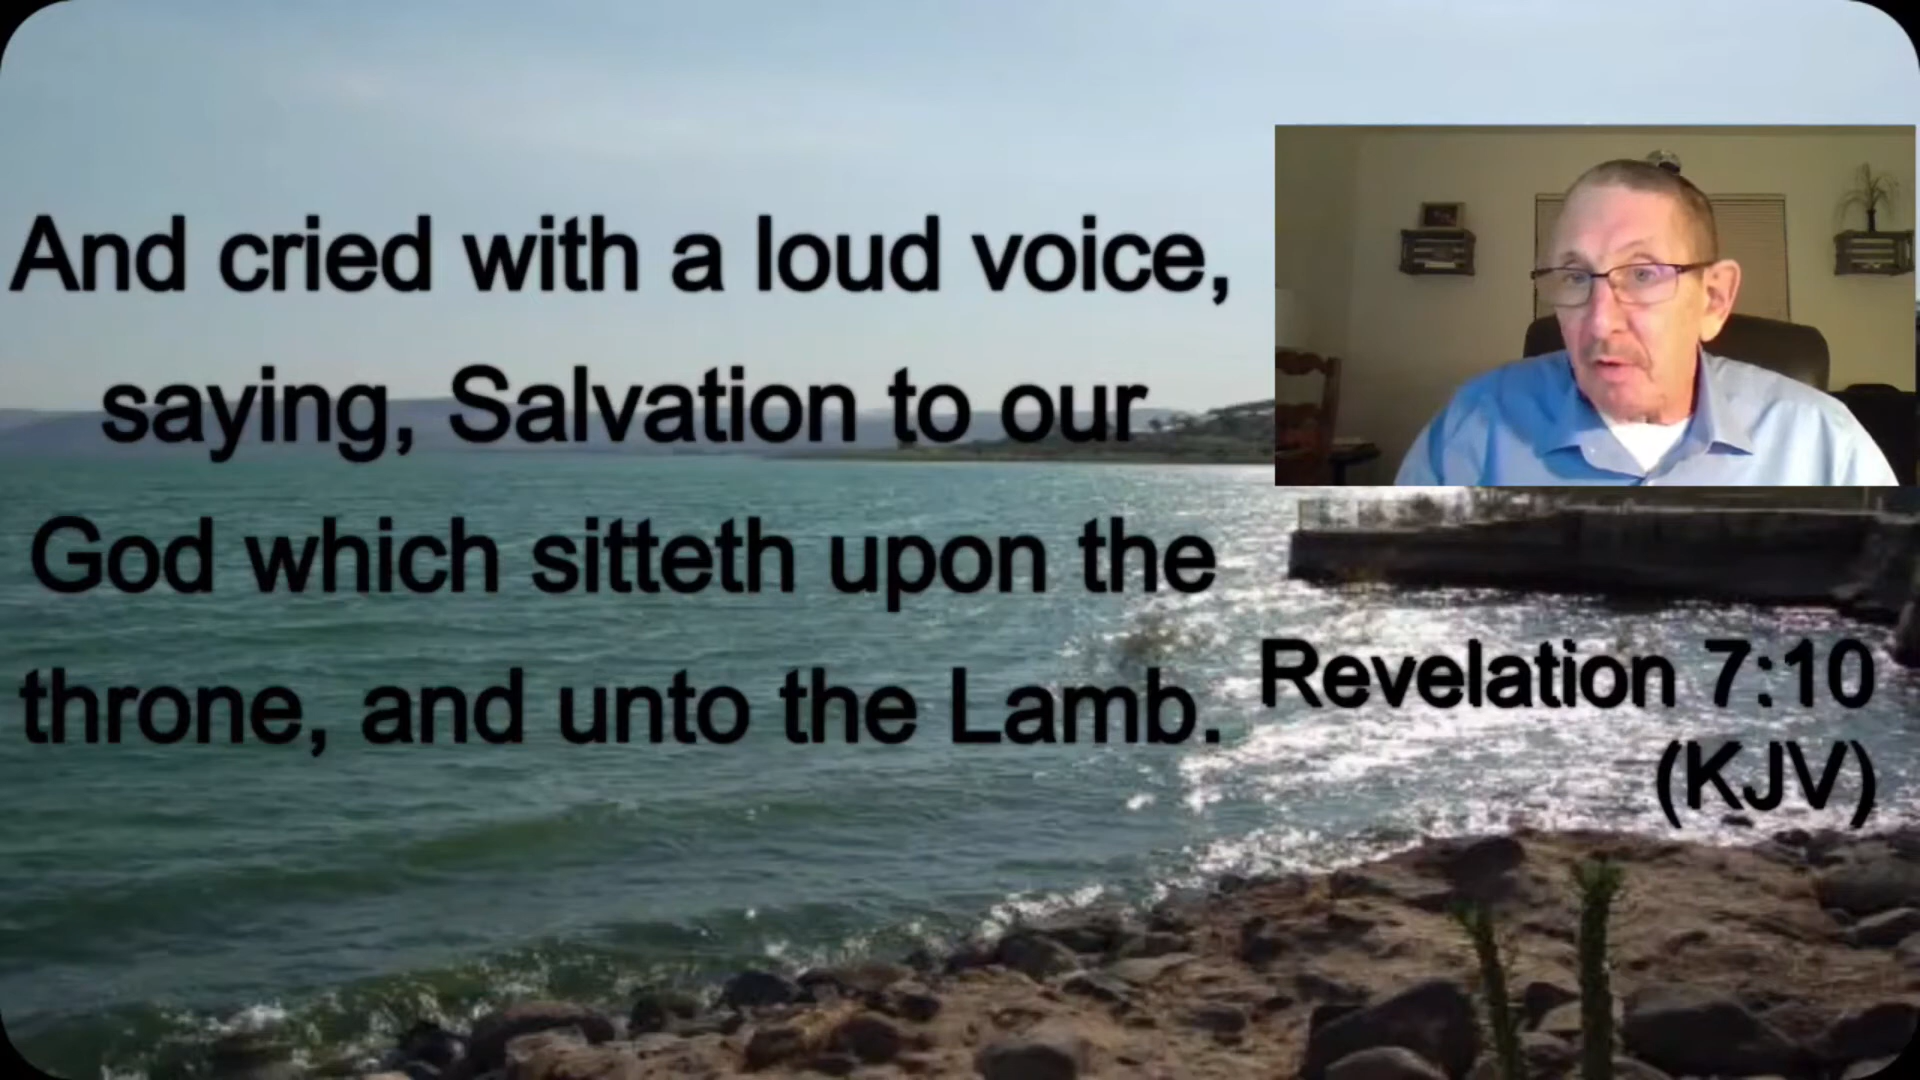 And cried with a loud voice,
saying, Salvation to our
God which sitteth upon the
throne, and unto the Lamb.
Revelation 7:10
(KJV)